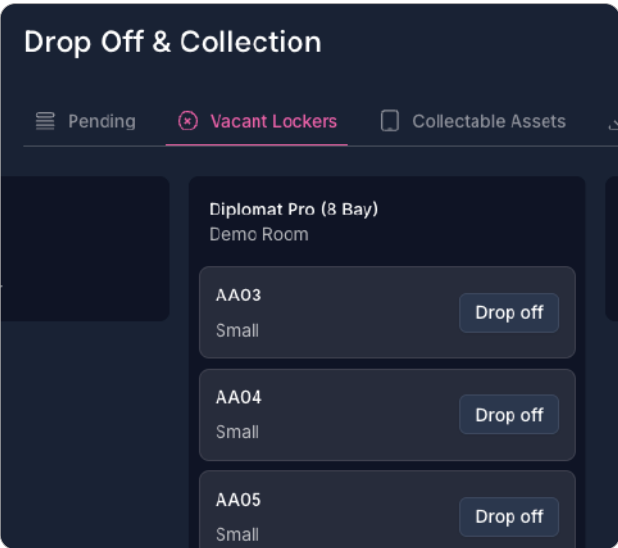 Drop Off & Collection
Pending
Vacant Lockers
Collectable Assets
Diplomat Pro (8 Bay)
Demo Room
AA03
Small
Drop off
AA04
Small
Drop off
AA05
Small
Drop off